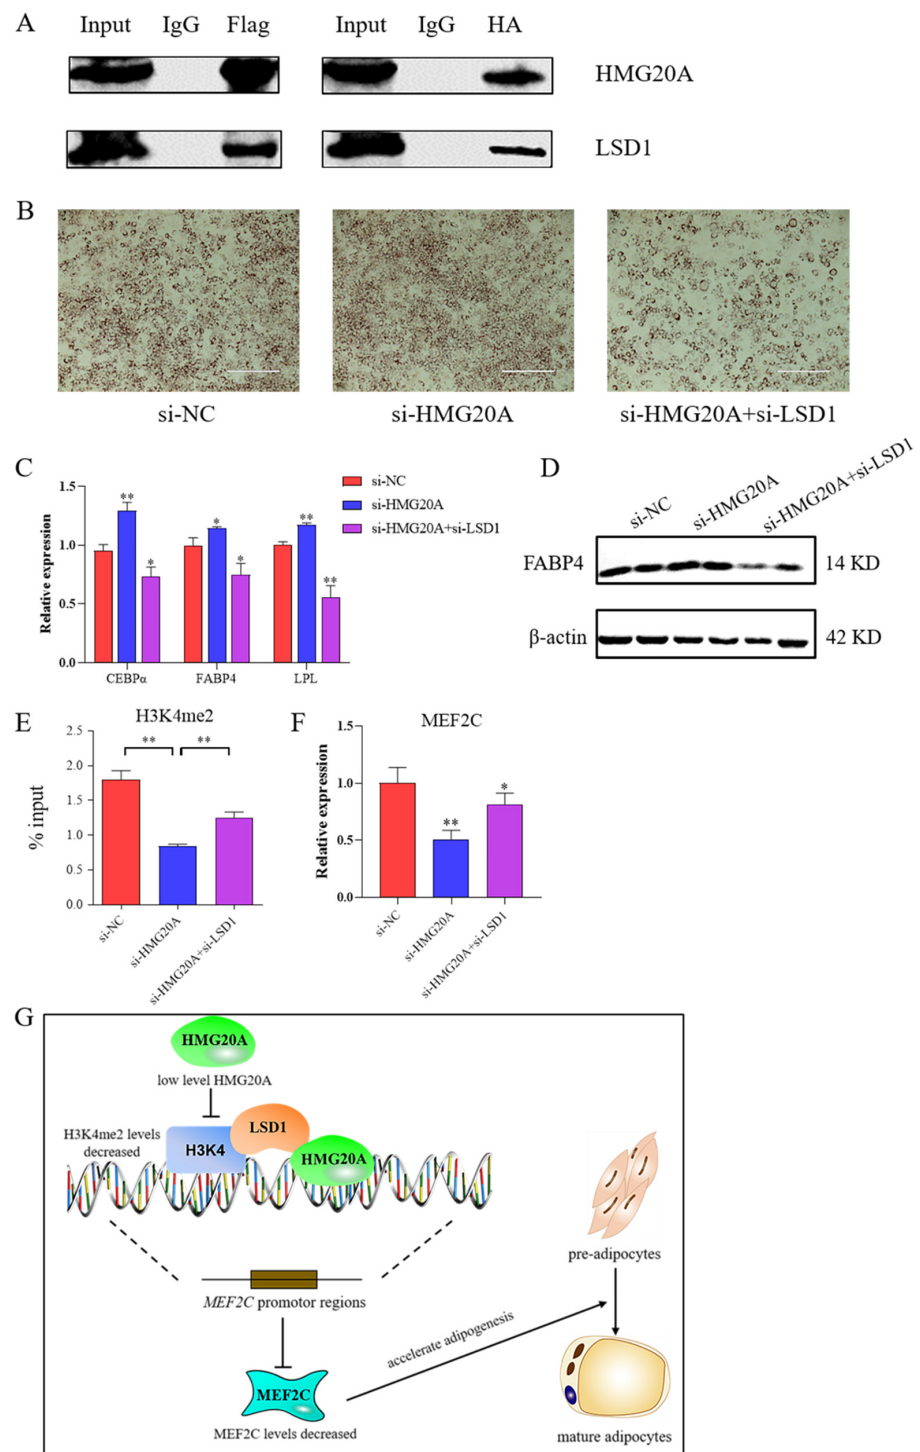 A
Input IgG Flag Input IgG HA
HMG20A
LSD1
B
si-NC si-HMG20A si-HMG20A+si-LSD1
C
1.5
1.0
0.5
0.0
Relative expression
** * ** * * **
CEBPα FABP4 LPL
si-NC
si-HMG20A
si-HMG20A+si-LSD1
D
si-NC si-HMG20A si-HMG20A+si-LSD1
FABP4 14 KD
β-actin 42 KD
E
H3K4me2
2.5
2.0
1.5
1.0
0.5
0.0
% input
** **
si-NC
si-HMG20A
si-HMG20A+si-LSD1
F
MEF2C
1.5
1.0
0.5
0.0
Relative expression
** *
si-NC
si-HMG20A
si-HMG20A+si-LSD1
G
HMG20A
low level HMG20A
H3K4me2 levels
decreased
H3K4
LSD1
HMG20A
MEF2C promotor regions
MEF2C
MEF2C levels decreased
accelerate adipogenesis
pre-adipocytes
mature adipocytes